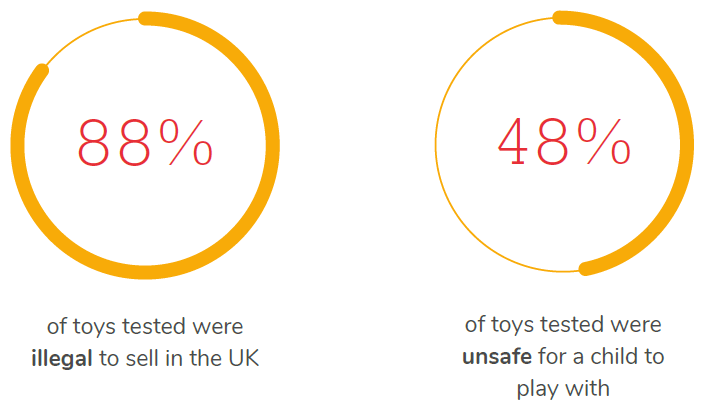 88%
of toys tested were
illegal to sell in the UK
48%
of toys tested were
unsafe for a child to
play with